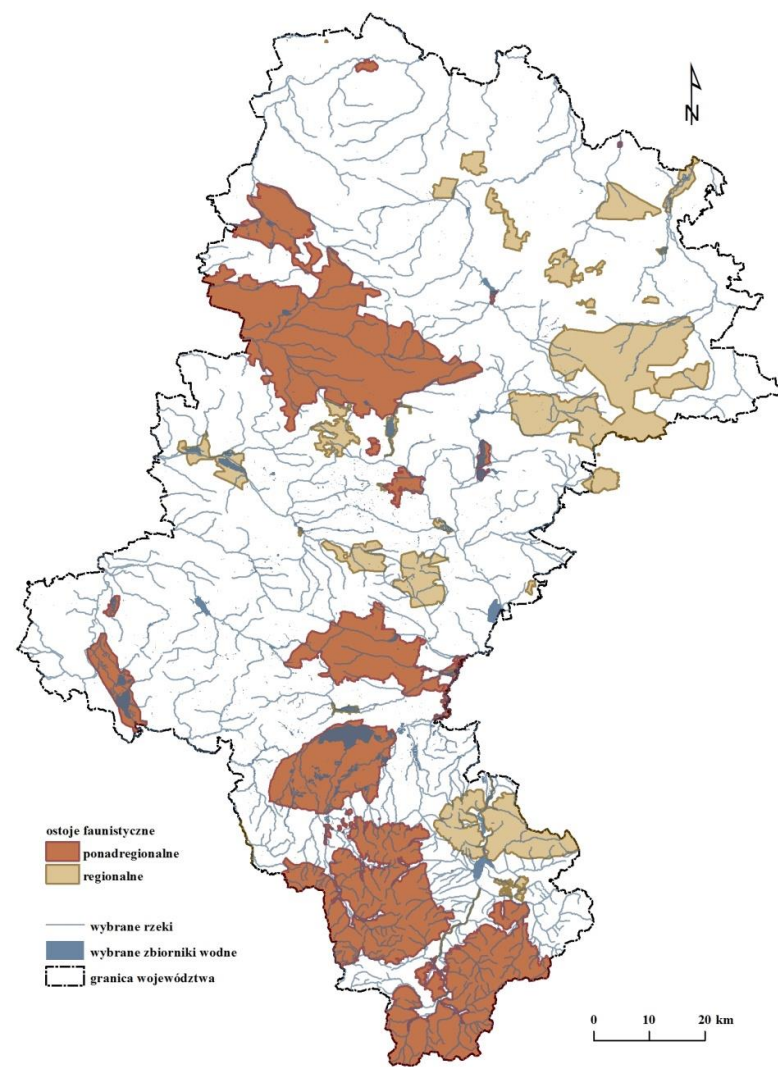 N
ostoje faunistyczne
ponadregionalne
regionalne
wybrane rzeki
wybrane zbiorniki wodne
granica województwa
0 10 20 km